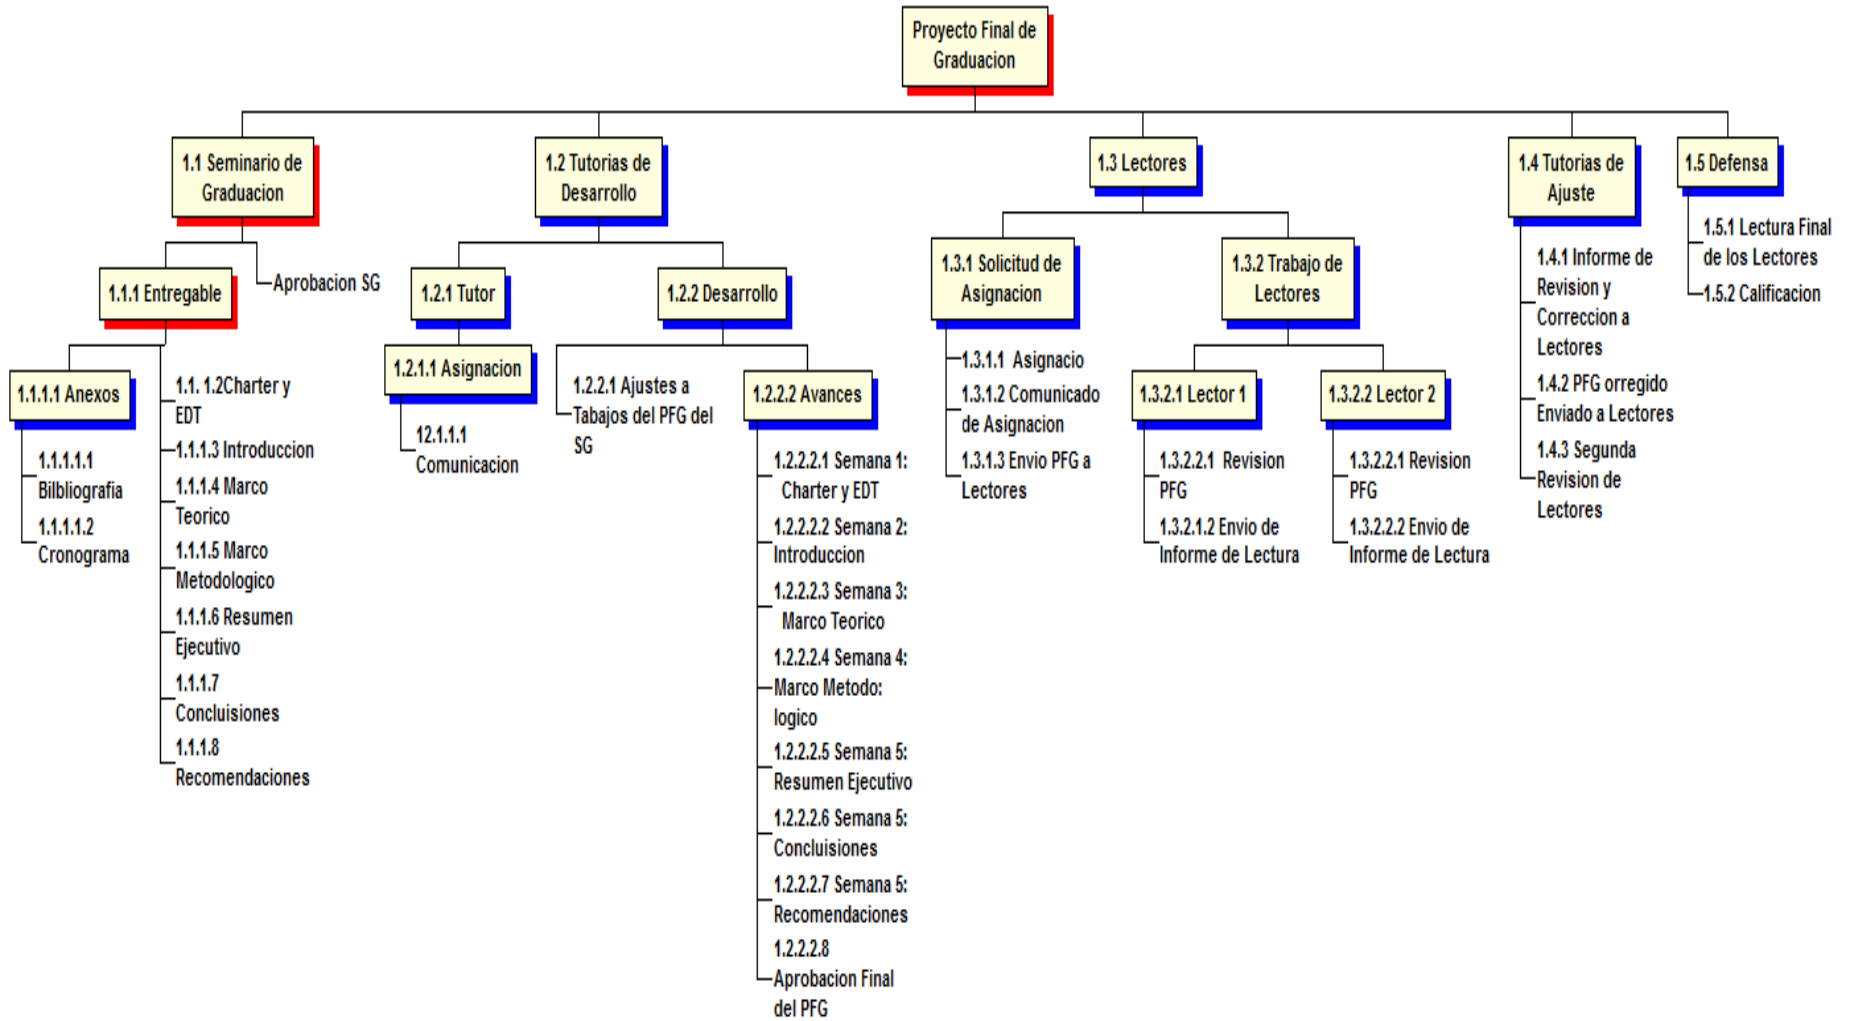 Proyecto Final de
Graduacion
1.1 Seminario de
Graduacion
1.2 Tutorias de
Desarrollo
1.3 Lectores
1.4 Tutorias de
Ajuste
1.5 Defensa
1.1.1 Entregable
Aprobacion SG
1.1.1.1 Anexos
1.1.1.1.1
Bilbliografia
1.1.1.1.2
Cronograma
1.1. 1.2Charter y
EDT
1.1.1.3 Introduccion
1.1.1.4 Marco
Teorico
1.1.1.5 Marco
Metodologico
1.1.1.6 Resumen
Ejecutivo
1.1.1.7
Concluisiones
1.1.1.8
Recomendaciones
1.2.1 Tutor
1.2.1.1 Asignacion
12.1.1.1
Comunicacion
1.2.2 Desarrollo
1.2.2.1 Ajustes a
Tabajos del PFG del
SG
1.2.2.2 Avances
1.2.2.2.1 Semana 1:
Charter y EDT
1.2.2.2.2 Semana 2:
Introduccion
1.2.2.2.3 Semana 3:
Marco Teorico
1.2.2.2.4 Semana 4:
Marco Metodo:
logico
1.2.2.2.5 Semana 5:
Resumen Ejecutivo
1.2.2.2.6 Semana 5:
Concluisiones
1.2.2.2.7 Semana 5:
Recomendaciones
1.2.2.2.8
Aprobacion Final
del PFG
1.3.1 Solicitud de
Asignacion
1.3.1.1 Asignacio
1.3.1.2 Comunicado
de Asignacion
1.3.1.3 Envio PFG a
Lectores
1.3.2 Trabajo de
Lectores
1.3.2.1 Lector 1
1.3.2.2.1 Revision
PFG
1.3.2.1.2 Envio de
Informe de Lectura
1.3.2.2 Lector 2
1.3.2.2.1 Revision
PFG
1.3.2.2.2 Envio de
Informe de Lectura
1.4.1 Informe de
Revision y
Correccion a
Lectores
1.4.2 PFG orregido
Enviado a Lectores
1.4.3 Segunda
Revision de
Lectores
1.5.1 Lectura Final
de los Lectores
1.5.2 Calificacion